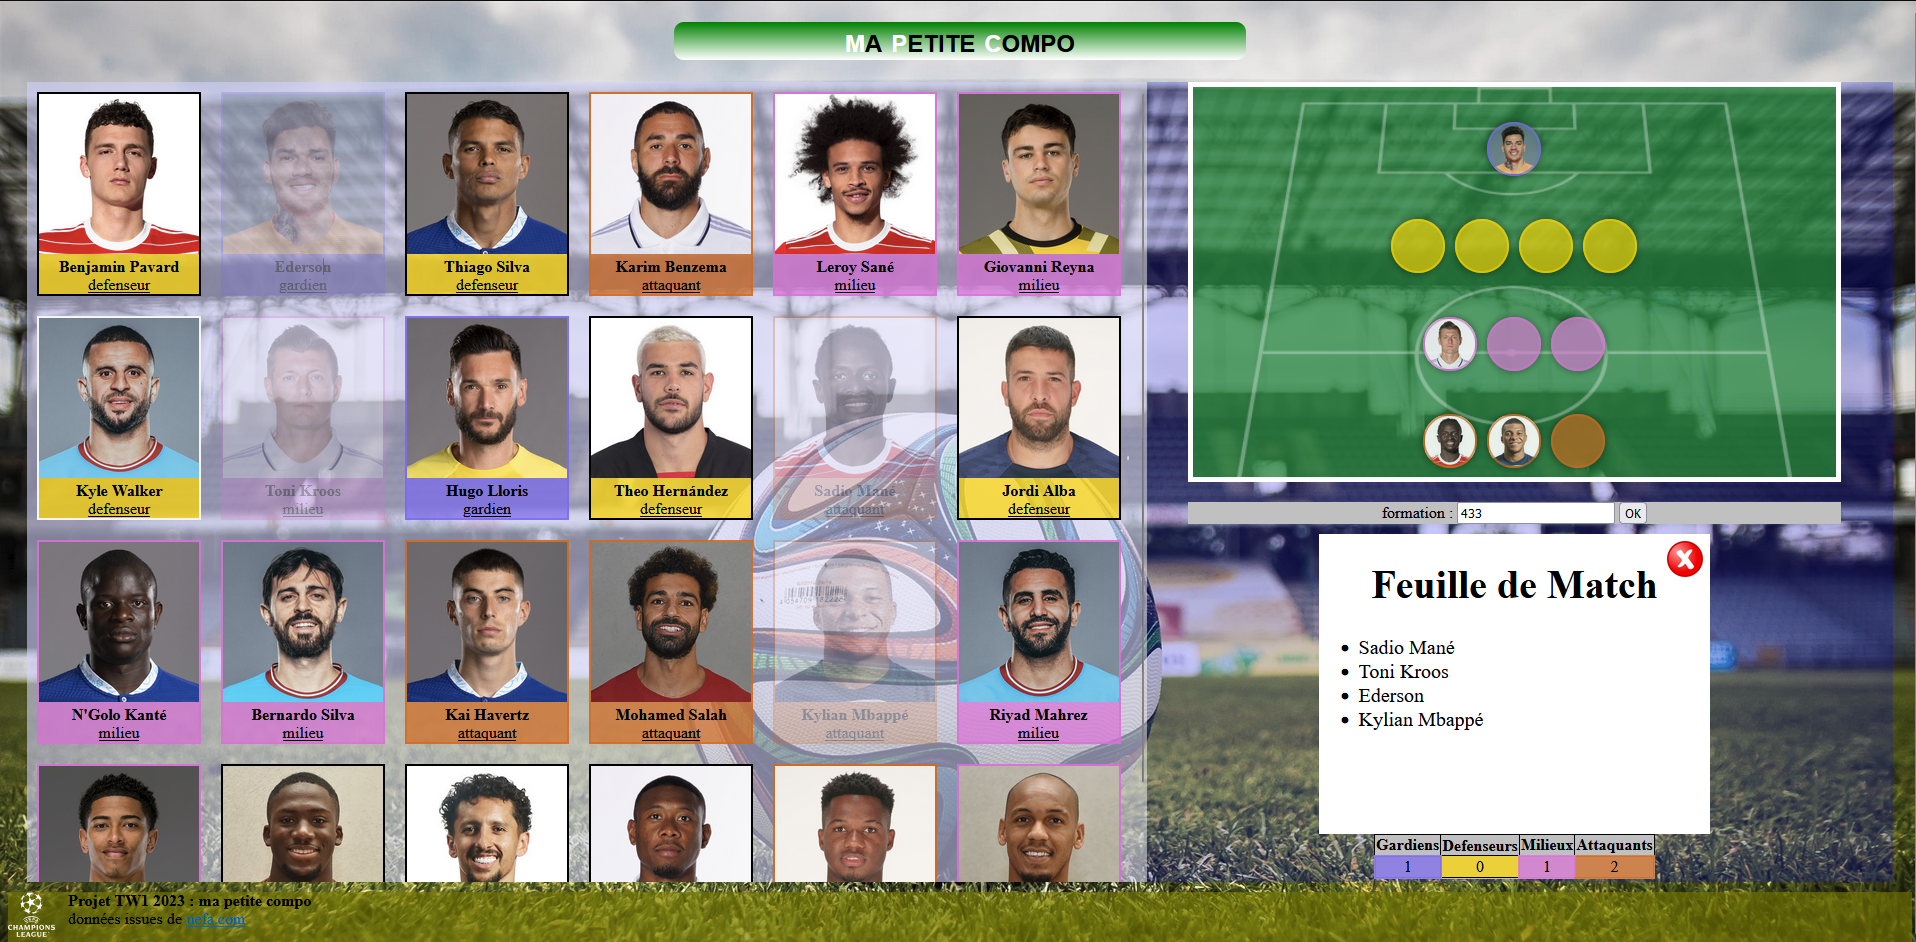 MA PETITE COMPO
Benjamin Pavard
defenseur
Ederson
gardien
Thiago Silva
defenseur
Karim Benzema
attaquant
Leroy Sané
milieu
Giovanni Reyna
milieu
Kyle Walker
defenseur
Toni Kroos
milieu
Hugo Lloris
gardien
Theo Hernández
defenseur
Sadio Mané
attaquant
Jordi Alba
defenseur
N'Golo Kanté
milieu
Bernardo Silva
milieu
Kai Havertz
attaquant
Mohamed Salah
attaquant
Kylian Mbappé
attaquant
Riyad Mahrez
milieu
formation : 433 OK
Feuille de Match
Sadio Mané
Toni Kroos
Ederson
Kylian Mbappé
Gardiens Defenseurs Milieux Attaquants
1 0 1 2
UEFA
CHAMPIONS
LEAGUE
Projet TW1 2023 : ma petite compo
données issues de uefa.com